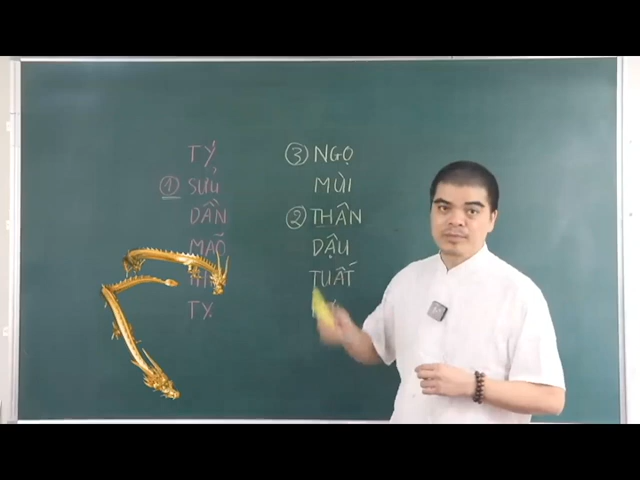 TÝ
① SỬU
DẦN
MÃO
TỴ
③ NGỌ
MÙI
② THÂN
DẬU
TUẤT